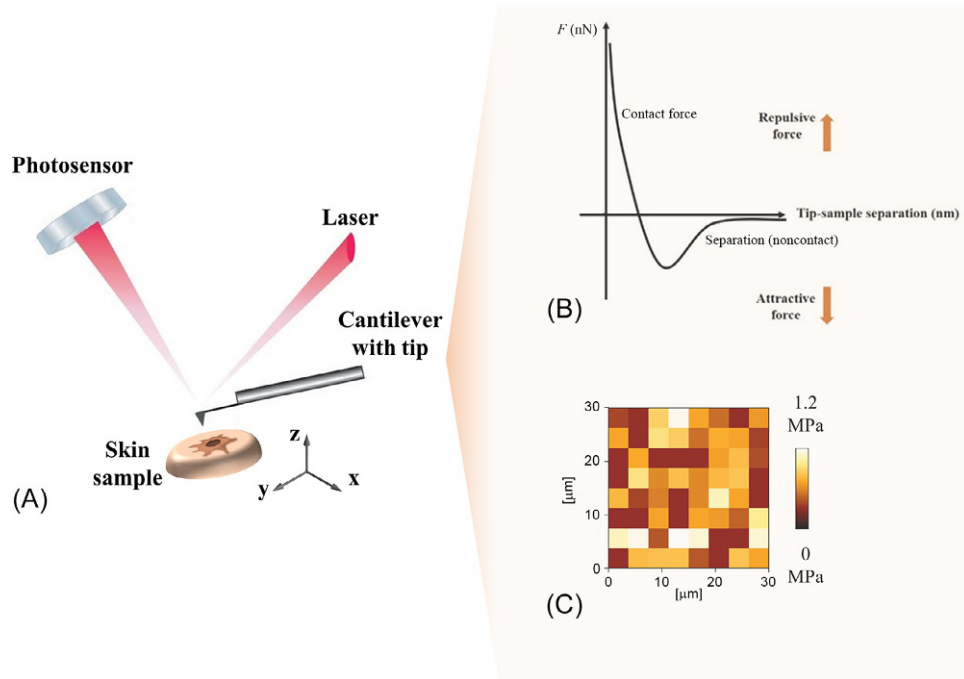 Photosensor
Laser
Cantilever
with tip
Skin
sample
z
y
x
(A)
F (nN)
Contact force
Repulsive
force
Tip-sample separation (nm)
Separation (noncontact)
Attractive
force
(B)
30
20
10
0
[μm]
0
10
20
30
[μm]
1.2
MPa
0
MPa
(C)